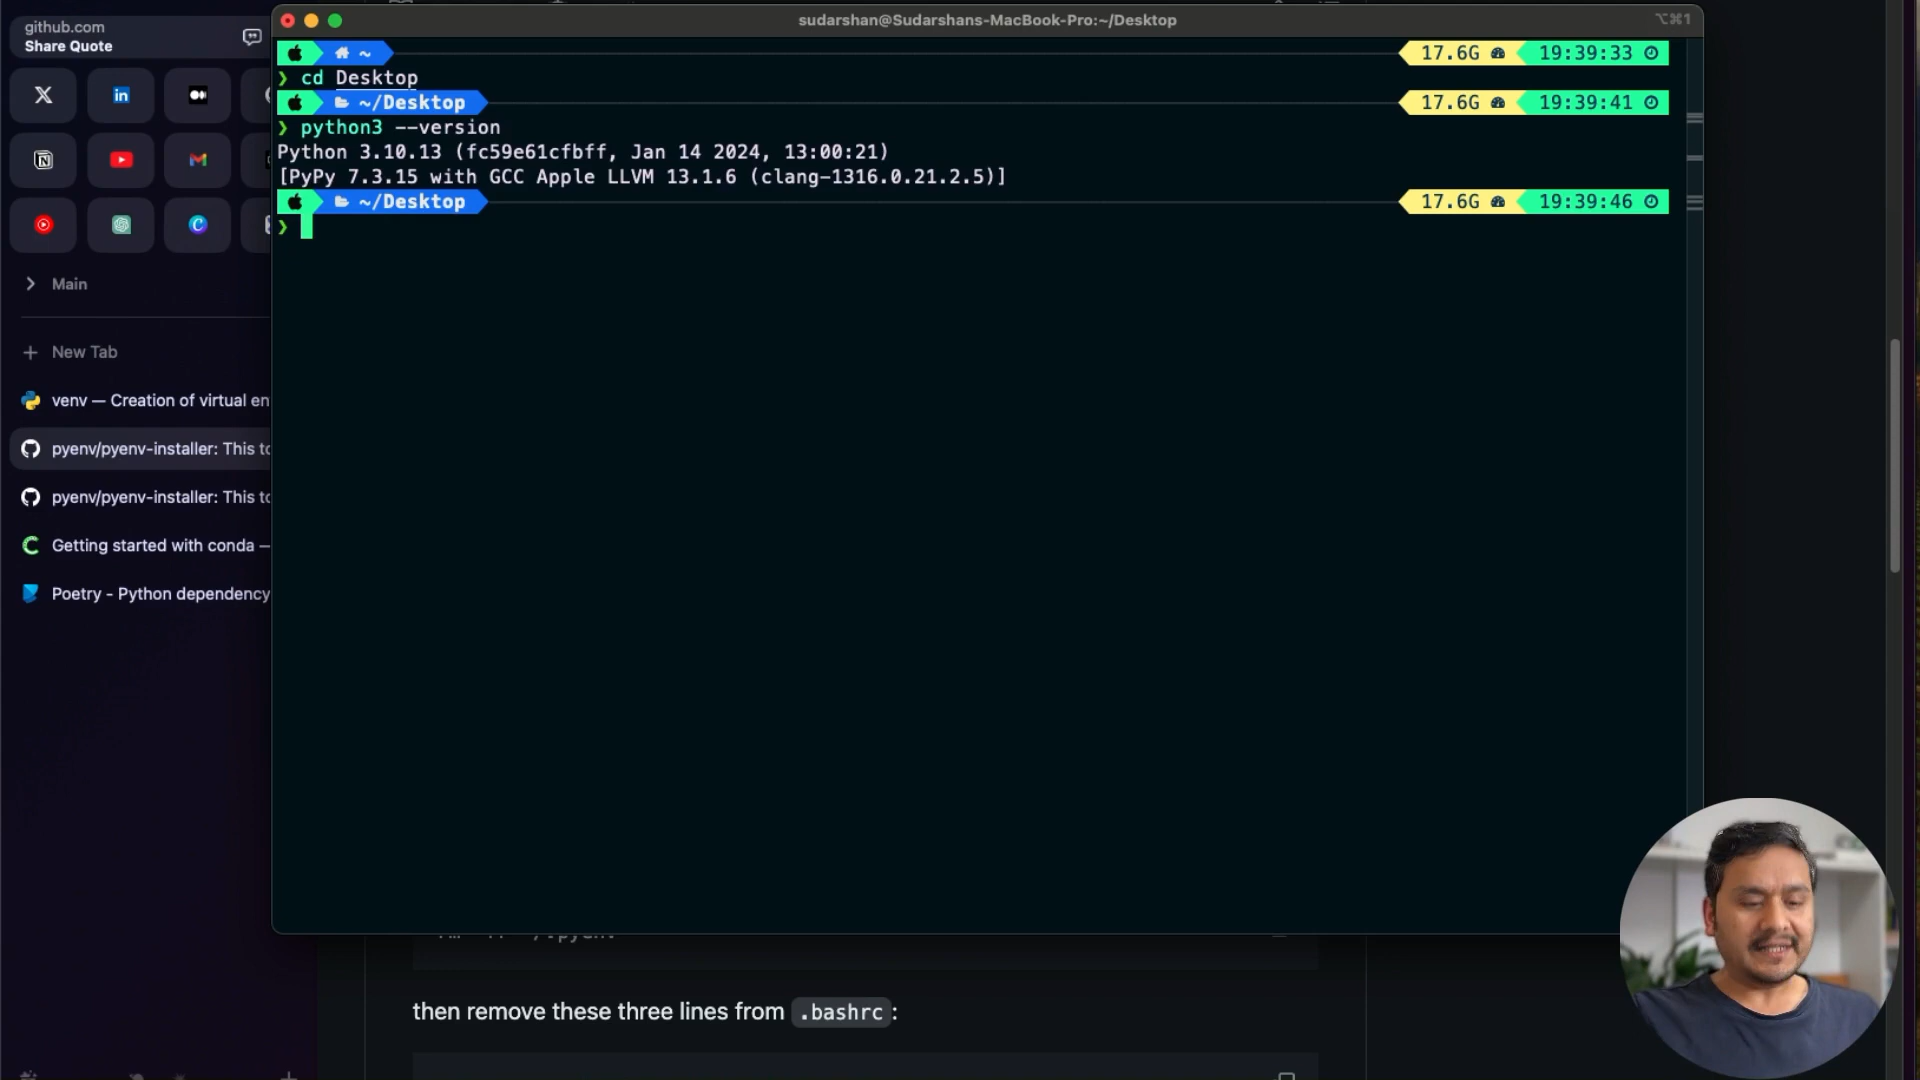 github.com
Share Quote
Main
New Tab
venv — Creation of virtual en
pyenv/pyenv-installer: This to
pyenv/pyenv-installer: This to
Getting started with conda —
Poetry - Python dependency
sudarshan@Sudarshans-MacBook-Pro:~/Desktop
⌥⌘1
~ 17.6G 19:39:33
❯ cd Desktop
~/Desktop 17.6G 19:39:41
❯ python3 --version
Python 3.10.13 (fc59e61cfbff, Jan 14 2024, 13:00:21)
[PyPy 7.3.15 with GCC Apple LLVM 13.1.6 (clang-1316.0.21.2.5)]
~/Desktop 17.6G 19:39:46
❯
then remove these three lines from .bashrc: